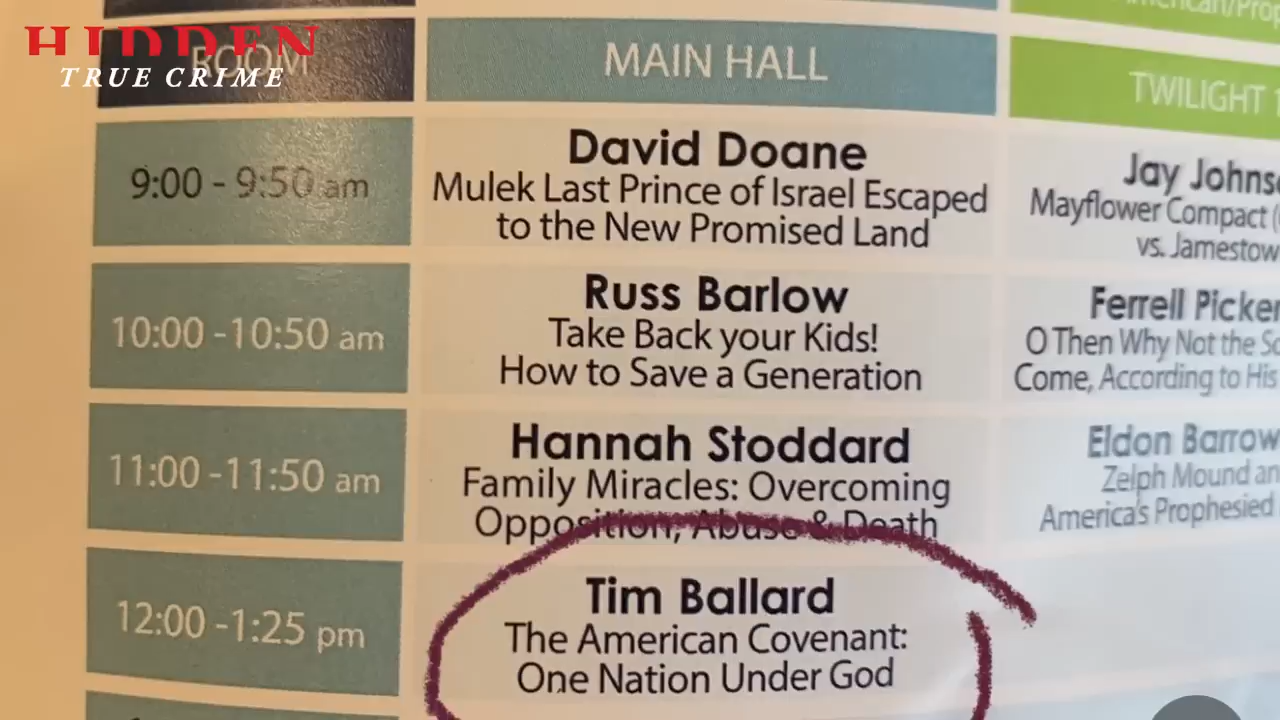 HIDDEN
TRUE CRIME
ROOM
MAIN HALL
TWILIGHT
9:00 - 9:50 am
David Doane
Mulek Last Prince of Israel Escaped
to the New Promised Land
Jay
Mayflower Compact
vs.
10:00 -10:50 am
Russ Barlow
Take Back your Kids!
How to Save a Generation
Ferrell
O Then Why Not the
Come, According to His
11:00 -11:50 am
Hannah Stoddard
Family Miracles: Overcoming
Opposition, Abuse & Death
Eldon
Zelph Mound
America's Prophesied
12:00 -1:25 pm
Tim Ballard
The American Covenant:
One Nation Under God